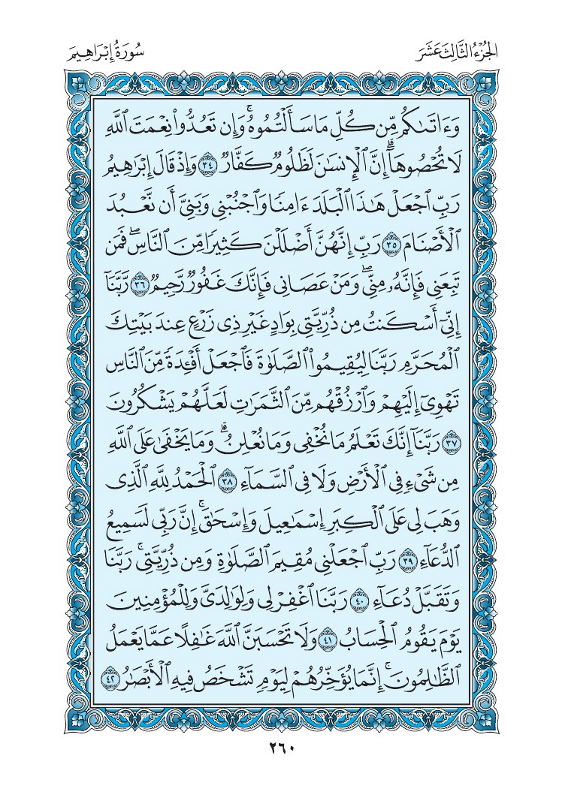 الجزء الثالث عشر
سورة إبراهيم
وَءَاتَىٰكُم مِّن كُلِّ مَا سَأَلْتُمُوهُۚ وَإِن تَعُدُّوا۟ نِعْمَتَ ٱللَّهِ
لَا تُحْصُوهَآۗ إِنَّ ٱلْإِنسَـٰنَ لَظَلُومٌ كَفَّارٌ ٣٤ وَإِذْ قَالَ إِبْرَٰهِيمُ
رَبِّ ٱجْعَلْ هَـٰذَا ٱلْبَلَدَ ءَامِنًا وَٱجْنُبْنِى وَبَنِىَّ أَن نَّعْبُدَ
ٱلْأَصْنَامَ ٣٥ رَبِّ إِنَّهُنَّ أَضْلَلْنَ كَثِيرًا مِّنَ ٱلنَّاسِۖ فَمَن
تَبِعَنِى فَإِنَّهُۥ مِنِّىۖ وَمَنْ عَصَانِى فَإِنَّكَ غَفُورٌ رَّحِيمٌ ٣٦ رَّبَّنَآ
إِنِّىٓ أَسْكَنتُ مِن ذُرِّيَّتِى بِوَادٍ غَيْرِ ذِى زَرْعٍ عِندَ بَيْتِكَ
ٱلْمُحَرَّمِ رَبَّنَا لِيُقِيمُوا۟ ٱلصَّلَوٰةَ فَٱجْعَلْ أَفْـِٔدَةً مِّنَ ٱلنَّاسِ
تَهْوِىٓ إِلَيْهِمْ وَٱرْزُقْهُم مِّنَ ٱلثَّمَرَٰتِ لَعَلَّهُمْ يَشْكُرُونَ
٣٧ رَبَّنَآ إِنَّكَ تَعْلَمُ مَا نُخْفِى وَمَا نُعْلِنُۗ وَمَا يَخْفَىٰ عَلَى ٱللَّهِ
مِن شَىْءٍ فِى ٱلْأَرْضِ وَلَا فِى ٱلسَّمَآءِ ٣٨ ٱلْحَمْدُ لِلَّهِ ٱلَّذِى
وَهَبَ لِى عَلَى ٱلْكِبَرِ إِسْمَـٰعِيلَ وَإِسْحَـٰقَۚ إِنَّ رَبِّى لَسَمِيعُ
ٱلدُّعَآءِ ٣٩ رَبِّ ٱجْعَلْنِى مُقِيمَ ٱلصَّلَوٰةِ وَمِن ذُرِّيَّتِىۚ رَبَّنَا
وَتَقَبَّلْ دُعَآءِ ٤٠ رَبَّنَا ٱغْفِرْ لِى وَلِوَٰلِدَىَّ وَلِلْمُؤْمِنِينَ
يَوْمَ يَقُومُ ٱلْحِسَابُ ٤١ وَلَا تَحْسَبَنَّ ٱللَّهَ غَـٰفِلًا عَمَّا يَعْمَلُ
ٱلظَّـٰلِمُونَۚ إِنَّمَا يُؤَخِّرُهُمْ لِيَوْمٍ تَشْخَصُ فِيهِ ٱلْأَبْصَـٰرُ ٤٢
٢٦٠